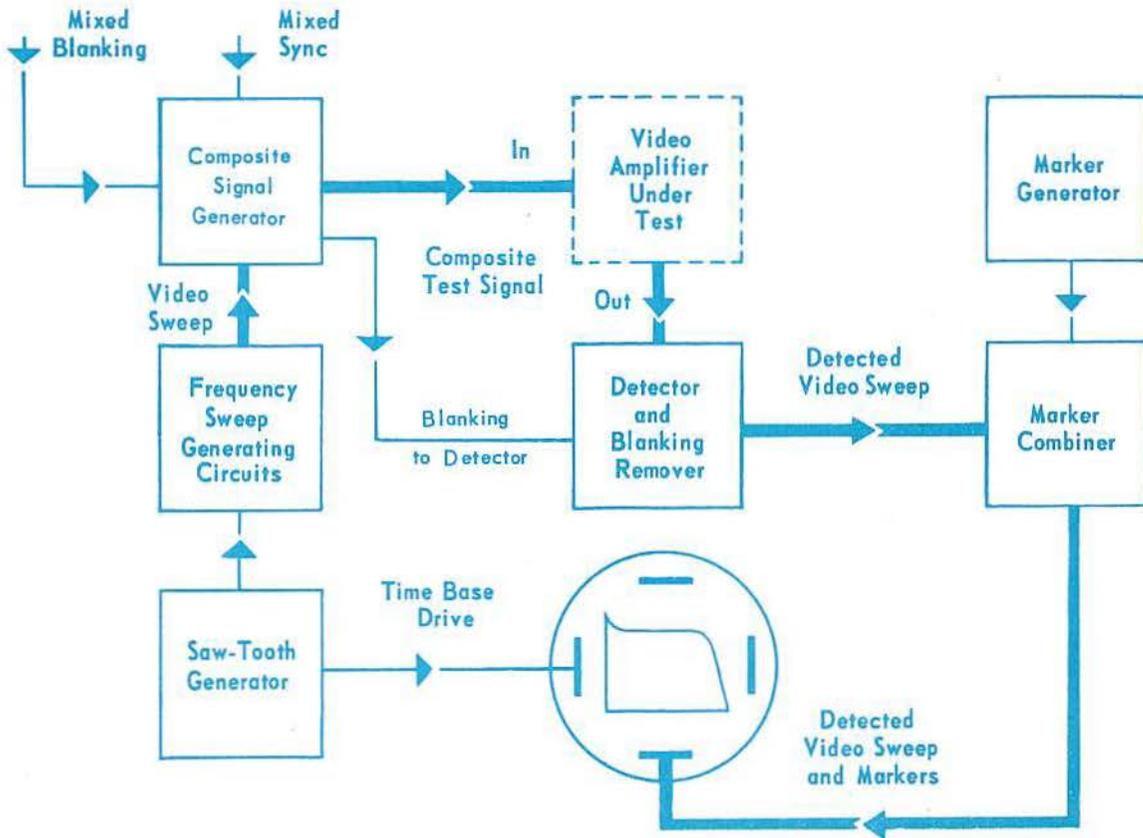 Mixed
Blanking
Mixed
Sync
Composite
Signal
Generator
In
Video
Amplifier
Under
Test
Marker
Generator
Composite
Test Signal
Video
Sweep
Out
Frequency
Sweep
Generating
Circuits
Blanking
to Detector
Detector
and
Blanking
Remover
Detected
Video Sweep
Marker
Combiner
Saw-Tooth
Generator
Time Base
Drive
Detected
Video Sweep
and Markers